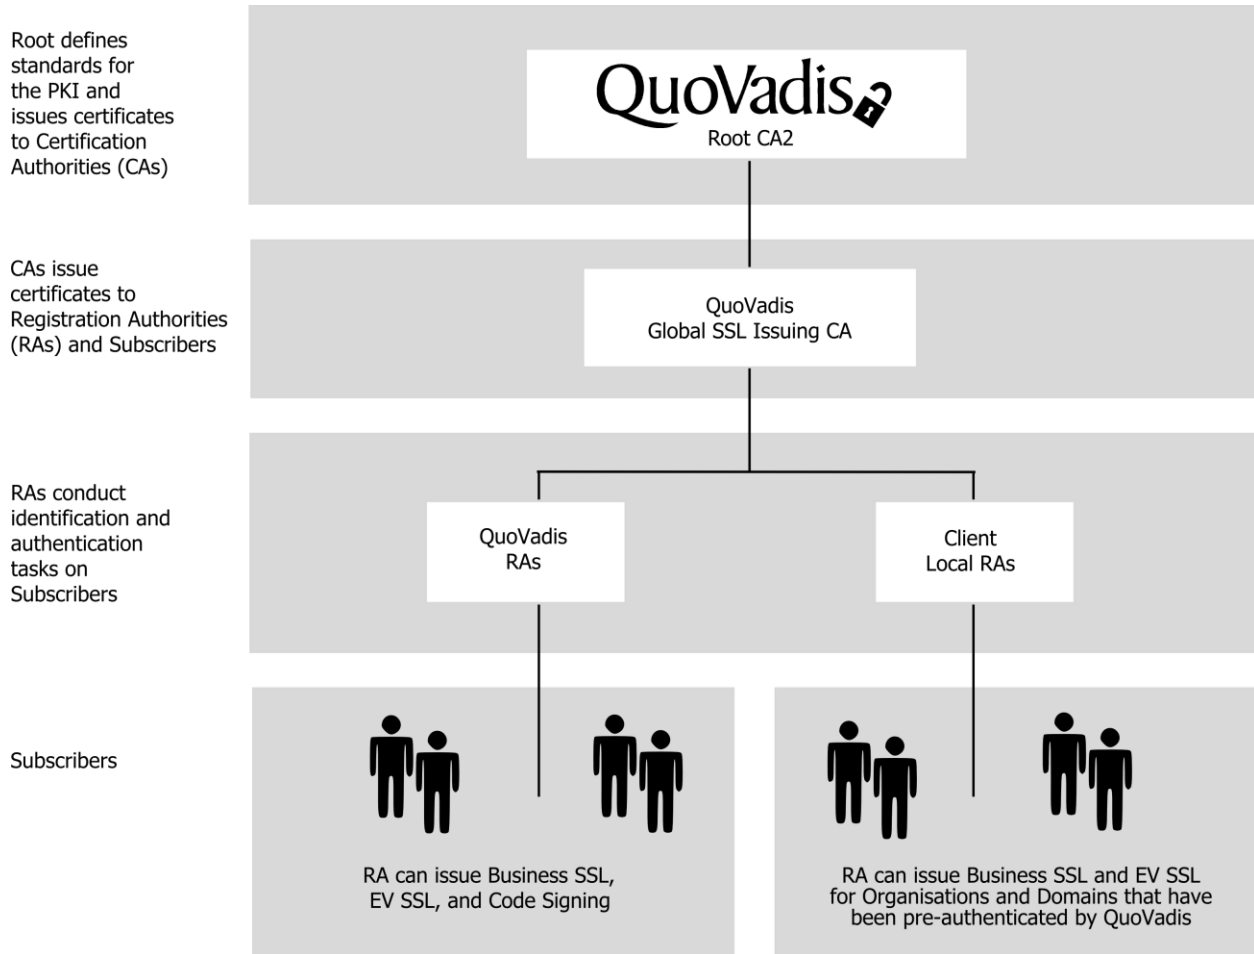 Root defines
standards for
the PKI and
issues certificates
to Certification
Authorities (CAs)
QuoVadis
Root CA2
CAs issue
certificates to
Registration Authorities
(RAs) and Subscribers
QuoVadis
Global SSL Issuing CA
RAs conduct
identification and
authentication
tasks on
Subscribers
QuoVadis
RAs
Client
Local RAs
Subscribers
RA can issue Business SSL,
EV SSL, and Code Signing
RA can issue Business SSL and EV SSL
for Organisations and Domains that have
been pre-authenticated by QuoVadis